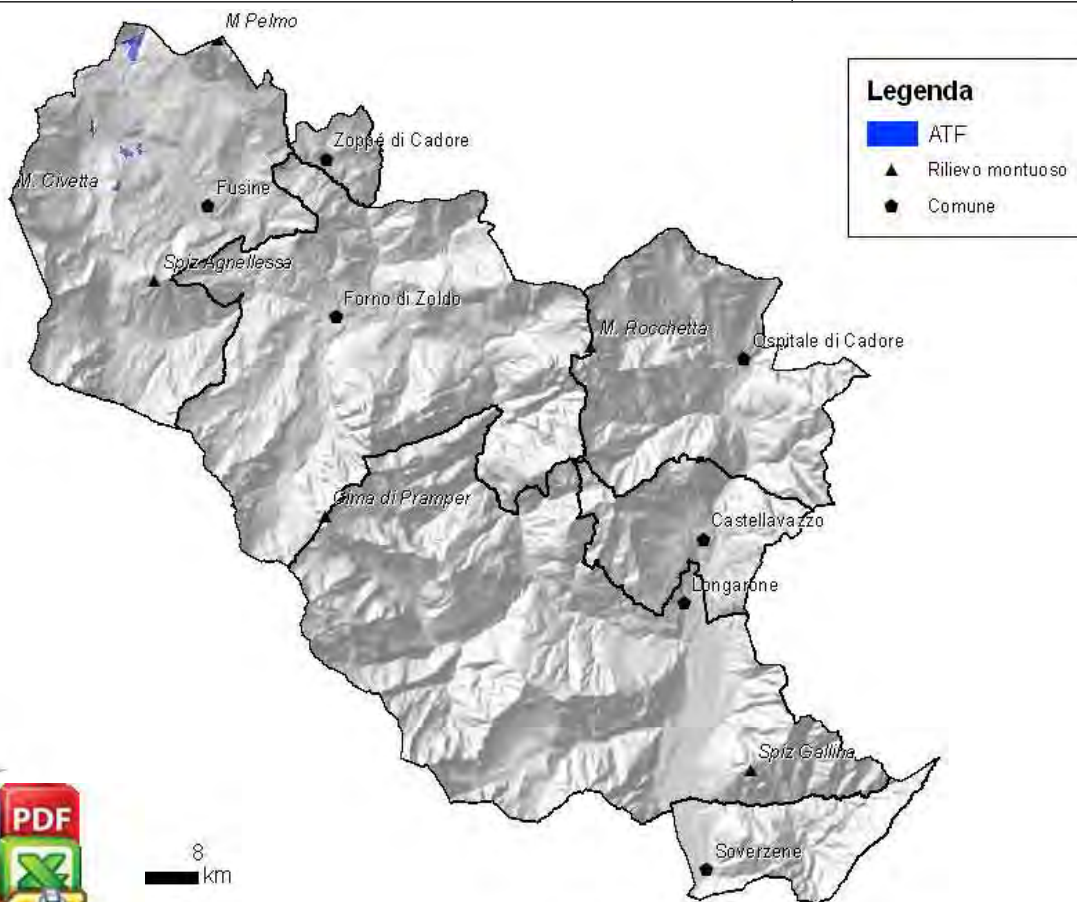 M Pelmo
Legenda
ATF
Rilievo montuoso
Comune
Zoppé di Cadore
M. Civetta
Fusine
Spiz Agnellessa
Forno di Zoldo
M. Rocchetta
Ospitale di Cadore
Cima di Pramper
Castellavazzo
Longarone
Spiz Gallina
PDF
8
km
Soverzene